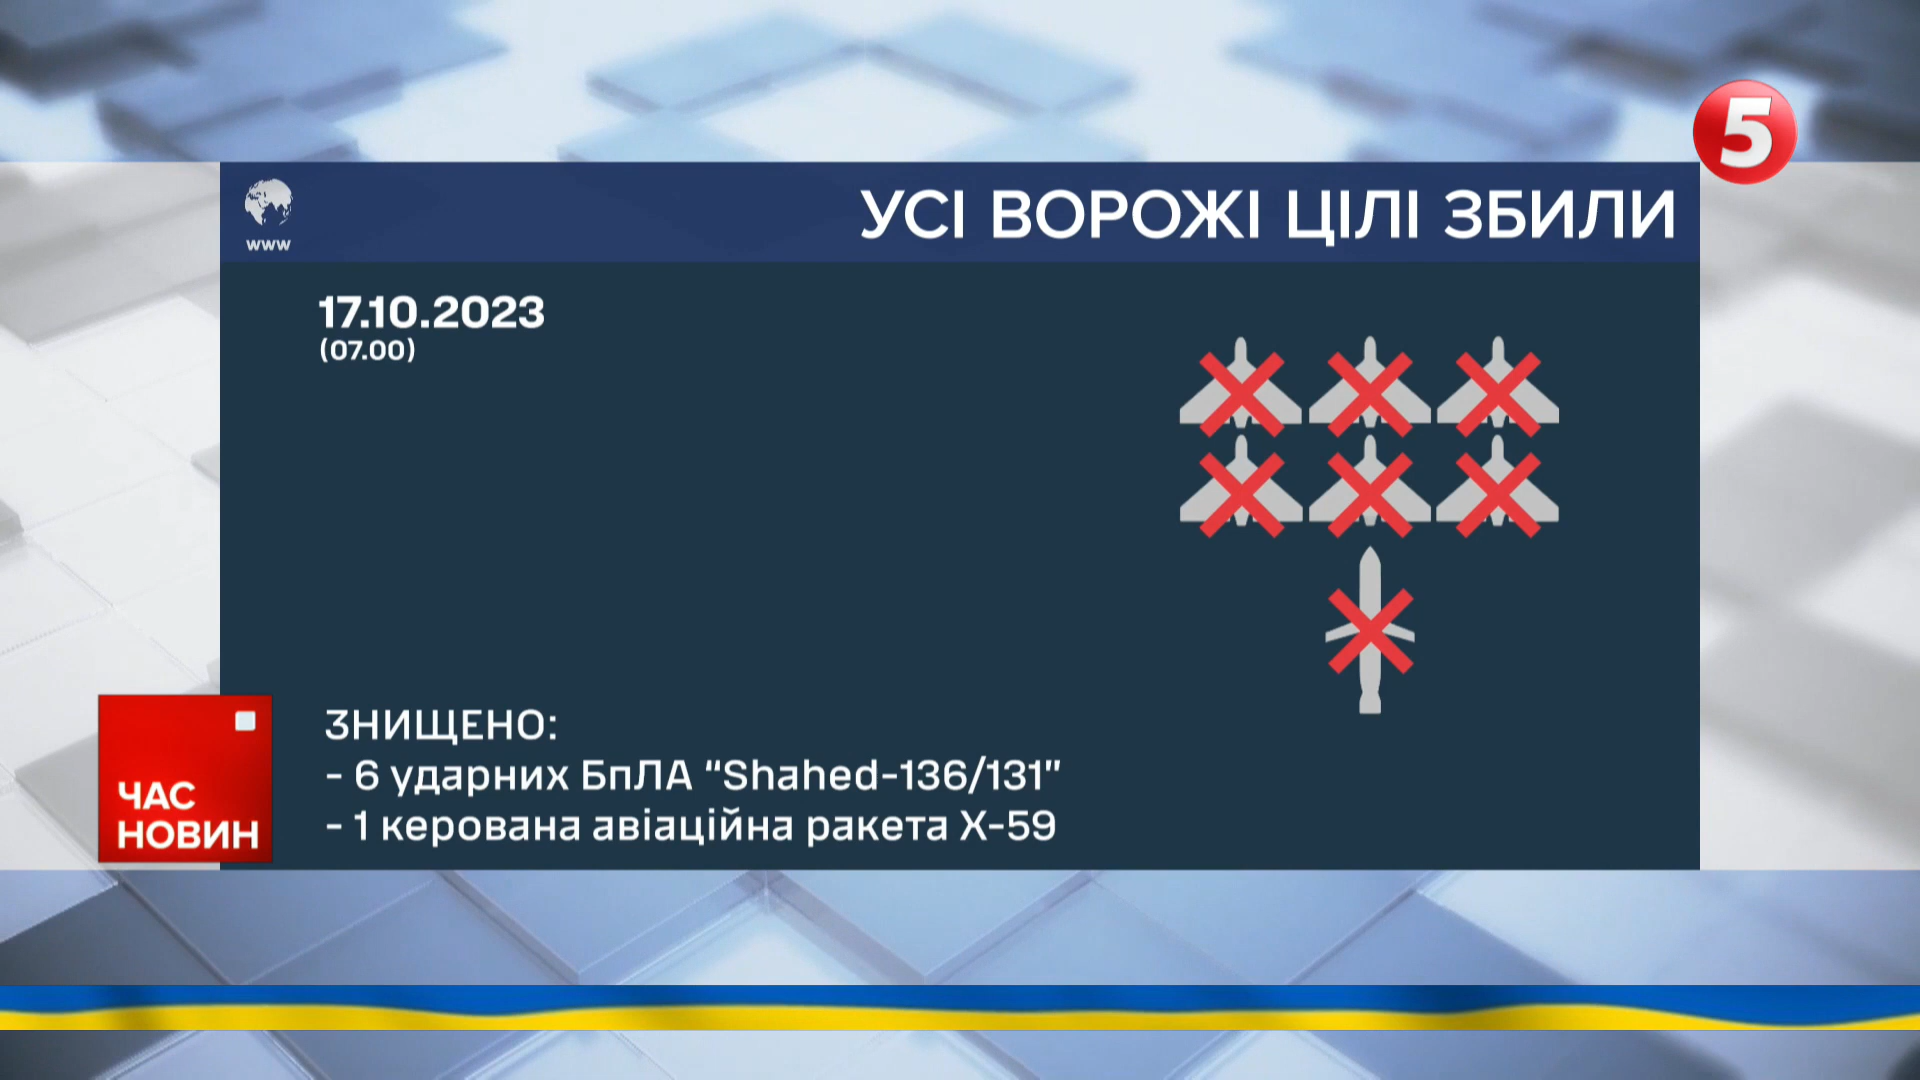 5
УСІ ВОРОЖІ ЦІЛІ ЗБИЛИ
www
17.10.2023
(07.00)
ЗНИЩЕНО:
- 6 ударних БпЛА “Shahed-136/131”
- 1 керована авіаційна ракета Х-59
ЧАС
НОВИН